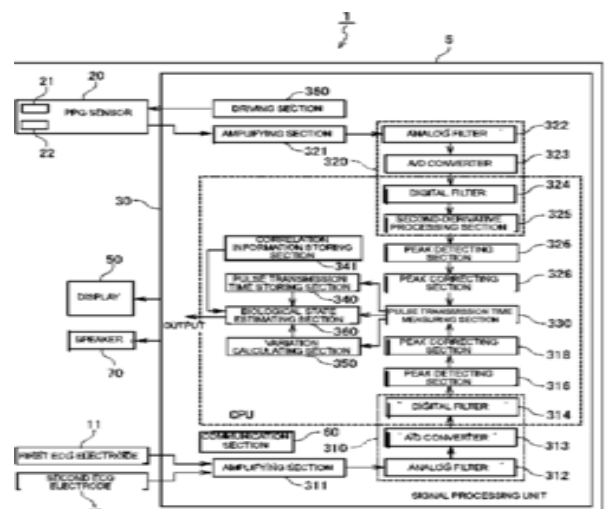 1
5
21
20
PPG SENSOR
22
DRIVING SECTION
360
AMPLIFYING SECTION
321
ANALOG FILTER
322
320
A/D CONVERTER
323
DIGITAL FILTER
324
SECOND-DERIVATIVE
PROCESSING SECTION
325
30
CORRELATION
INFORMATION STORING
SECTION
341
PEAK DETECTING
SECTION
326
PULSE TRANSMISSION
TIME STORING SECTION
340
PEAK CORRECTING
SECTION
326
50
DISPLAY
OUTPUT
BIOLOGICAL STATE
ESTIMATING SECTION
360
PULSE TRANSMISSION TIME
MEASURING SECTION
330
SPEAKER
70
VARIATION
CALCULATING SECTION
350
PEAK CORRECTING
SECTION
318
PEAK DETECTING
SECTION
316
CPU
DIGITAL FILTER
314
11
FIRST ECG ELECTRODE
COMMUNICATION
SECTION
60
310
A/D CONVERTER
313
SECOND ECG
ELECTRODE
AMPLIFYING SECTION
311
ANALOG FILTER
312
SIGNAL PROCESSING UNIT